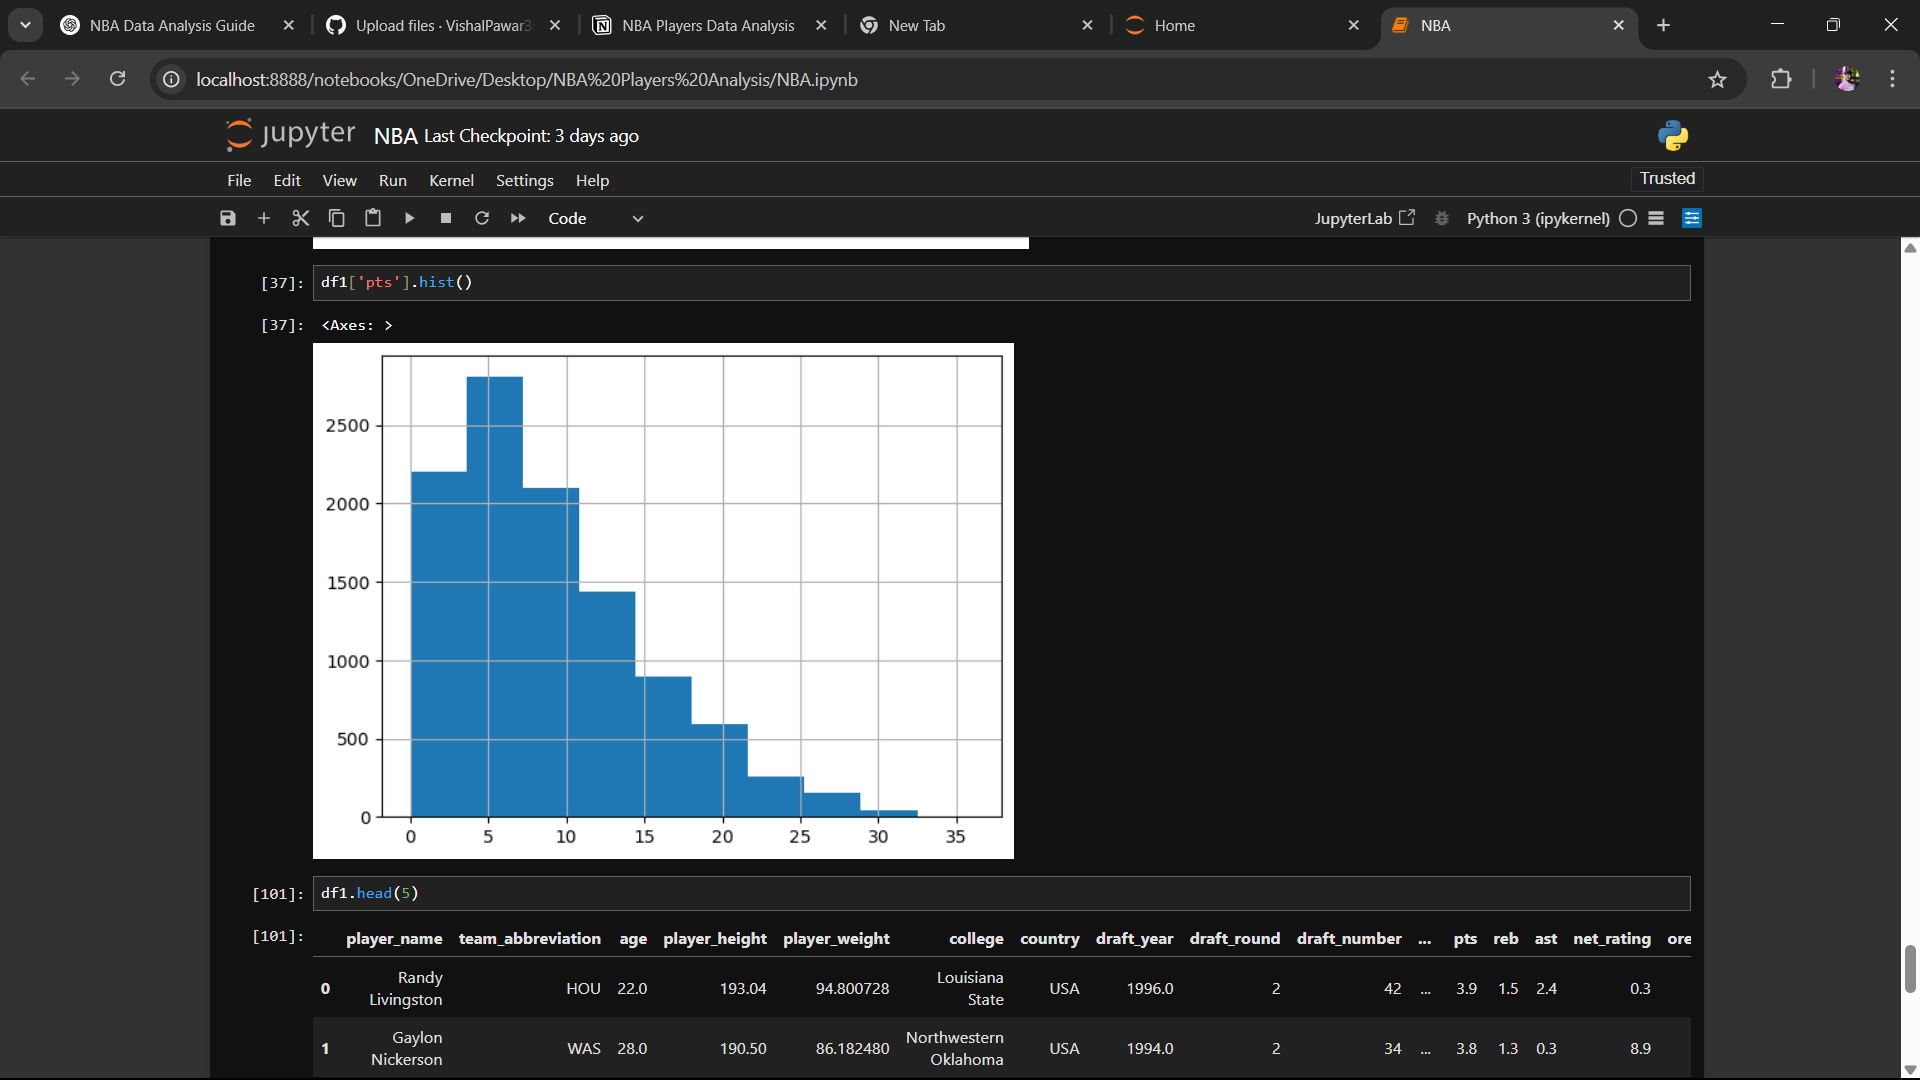 NBA Data Analysis Guide
Upload files · VishalPawar3
NBA Players Data Analysis
New Tab
Home
NBA
localhost:8888/notebooks/OneDrive/Desktop/NBA%20Players%20Analysis/NBA.ipynb
jupyter NBA Last Checkpoint: 3 days ago
File Edit View Run Kernel Settings Help Trusted
Code JupyterLab Python 3 (ipykernel)
[37]: df1['pts'].hist()
[37]: <Axes: >
2500
2000
1500
1000
500
0
0 5 10 15 20 25 30 35
[101]: df1.head(5)
[101]: player_name team_abbreviation age player_height player_weight college country draft_year draft_round draft_number ... pts reb ast net_rating ore
0 Randy Livingston HOU 22.0 193.04 94.800728 Louisiana State USA 1996.0 2 42 ... 3.9 1.5 2.4 0.3
1 Gaylon Nickerson WAS 28.0 190.50 86.182480 Northwestern Oklahoma USA 1994.0 2 34 ... 3.8 1.3 0.3 8.9